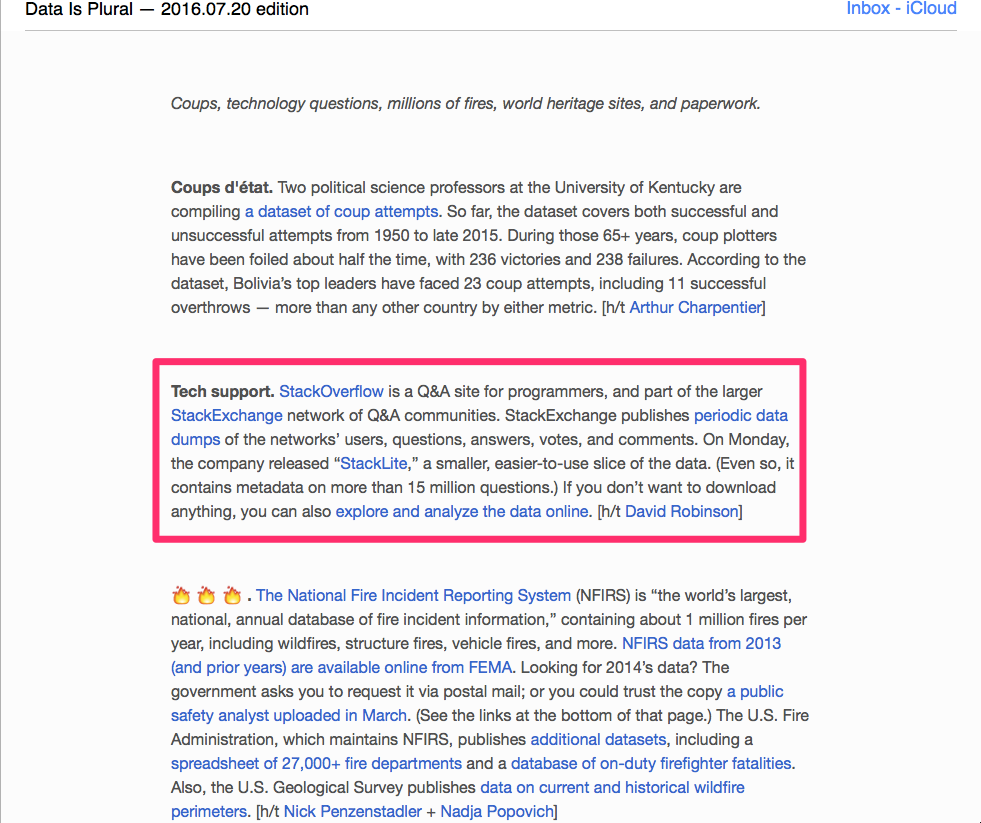 Data Is Plural — 2016.07.20 edition
Inbox - iCloud
Coups, technology questions, millions of fires, world heritage sites, and paperwork.
Coups d'état. Two political science professors at the University of Kentucky are
compiling a dataset of coup attempts. So far, the dataset covers both successful and
unsuccessful attempts from 1950 to late 2015. During those 65+ years, coup plotters
have been foiled about half the time, with 236 victories and 238 failures. According to the
dataset, Bolivia’s top leaders have faced 23 coup attempts, including 11 successful
overthrows — more than any other country by either metric. [h/t Arthur Charpentier]
Tech support. StackOverflow is a Q&A site for programmers, and part of the larger
StackExchange network of Q&A communities. StackExchange publishes periodic data
dumps of the networks’ users, questions, answers, votes, and comments. On Monday,
the company released “StackLite,” a smaller, easier-to-use slice of the data. (Even so, it
contains metadata on more than 15 million questions.) If you don’t want to download
anything, you can also explore and analyze the data online. [h/t David Robinson]
🔥 🔥 🔥 . The National Fire Incident Reporting System (NFIRS) is “the world’s largest,
national, annual database of fire incident information,” containing about 1 million fires per
year, including wildfires, structure fires, vehicle fires, and more. NFIRS data from 2013
(and prior years) are available online from FEMA. Looking for 2014’s data? The
government asks you to request it via postal mail; or you could trust the copy a public
safety analyst uploaded in March. (See the links at the bottom of that page.) The U.S. Fire
Administration, which maintains NFIRS, publishes additional datasets, including a
spreadsheet of 27,000+ fire departments and a database of on-duty firefighter fatalities.
Also, the U.S. Geological Survey publishes data on current and historical wildfire
perimeters. [h/t Nick Penzenstadler + Nadja Popovich]